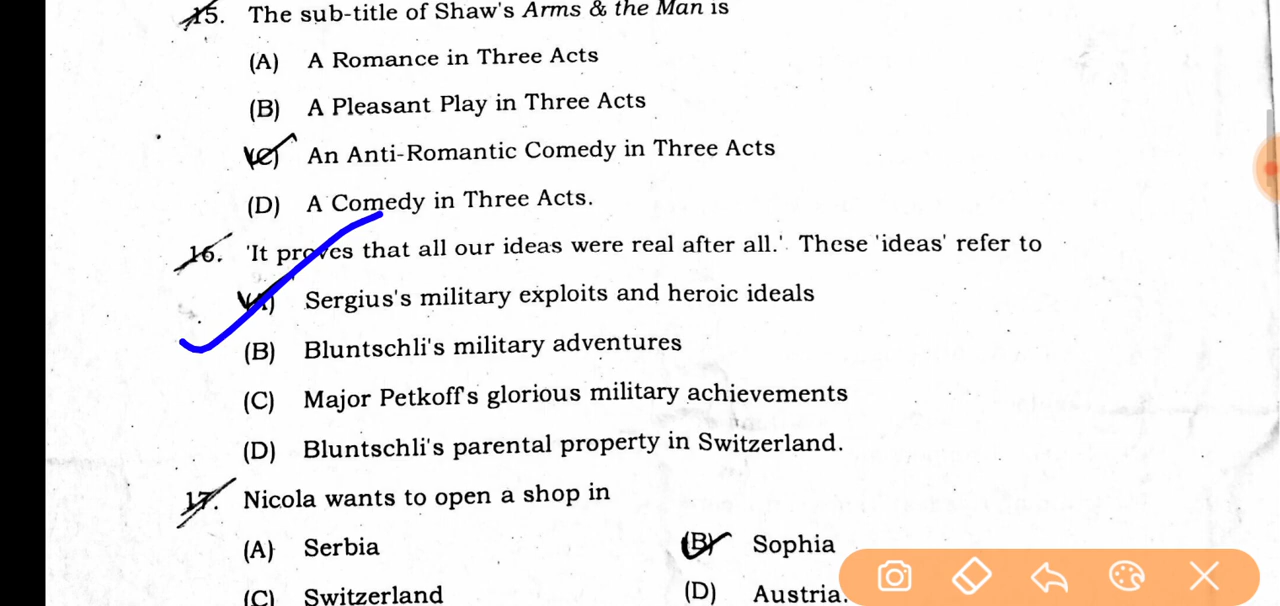 15. The sub-title of Shaw's Arms & the Man is
(A) A Romance in Three Acts
(B) A Pleasant Play in Three Acts
(C) An Anti-Romantic Comedy in Three Acts
(D) A Comedy in Three Acts.
16. 'It proves that all our ideas were real after all.' These 'ideas' refer to
(A) Sergius's military exploits and heroic ideals
(B) Bluntschli's military adventures
(C) Major Petkoff's glorious military achievements
(D) Bluntschli's parental property in Switzerland.
17. Nicola wants to open a shop in
(A) Serbia (B) Sophia
(C) Switzerland (D) Austria.